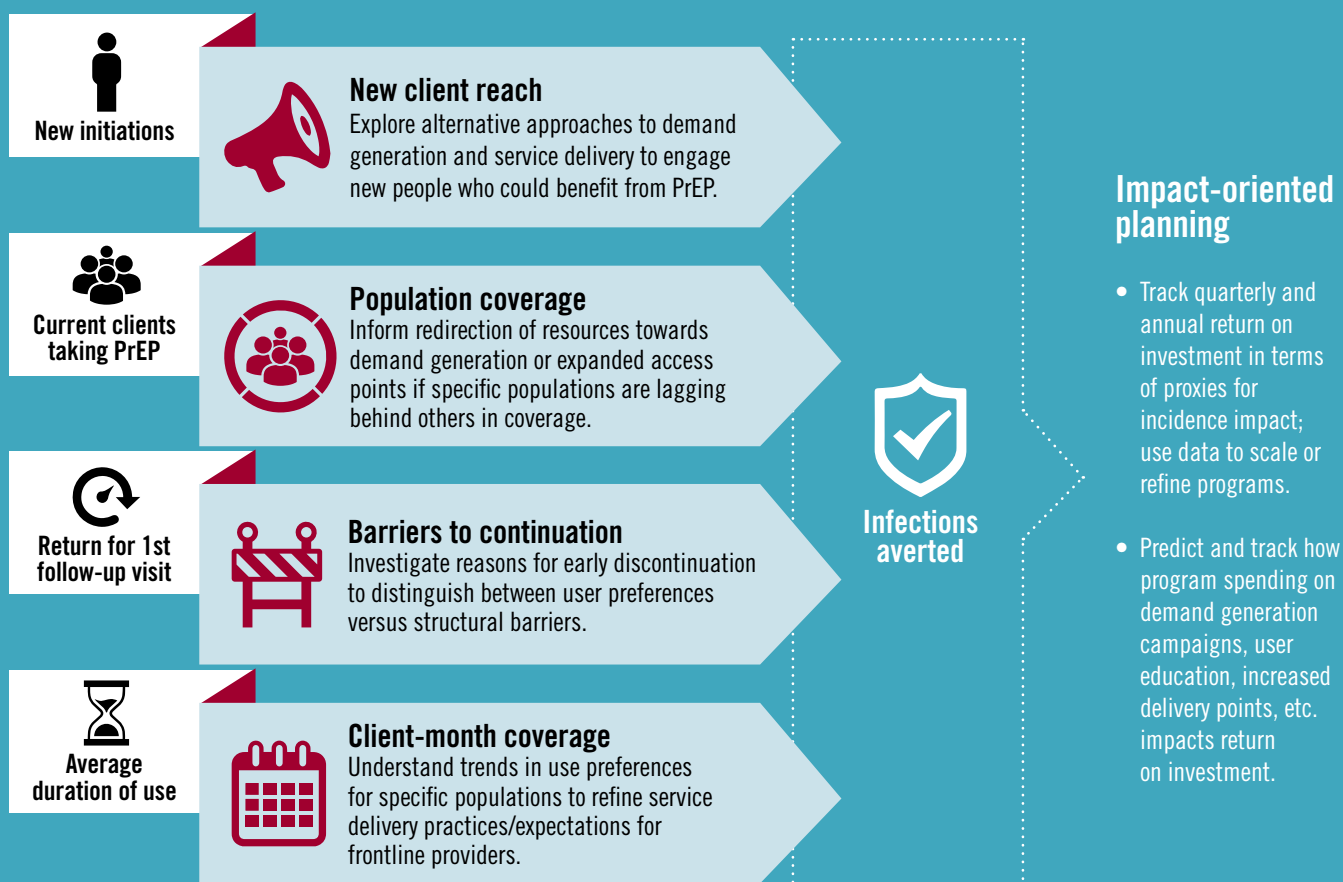 New initiations
New client reach
Explore alternative approaches to demand
generation and service delivery to engage
new people who could benefit from PrEP.
Current clients
taking PrEP
Population coverage
Inform redirection of resources towards
demand generation or expanded access
points if specific populations are lagging
behind others in coverage.
Return for 1st
follow-up visit
Barriers to continuation
Investigate reasons for early discontinuation
to distinguish between user preferences
versus structural barriers.
Average
duration of use
Client-month coverage
Understand trends in use preferences
for specific populations to refine service
delivery practices/expectations for
frontline providers.
Infections
averted
Impact-oriented
planning
• Track quarterly and
annual return on
investment in terms
of proxies for
incidence impact;
use data to scale or
refine programs.
• Predict and track how
program spending on
demand generation
campaigns, user
education, increased
delivery points, etc.
impacts return
on investment.